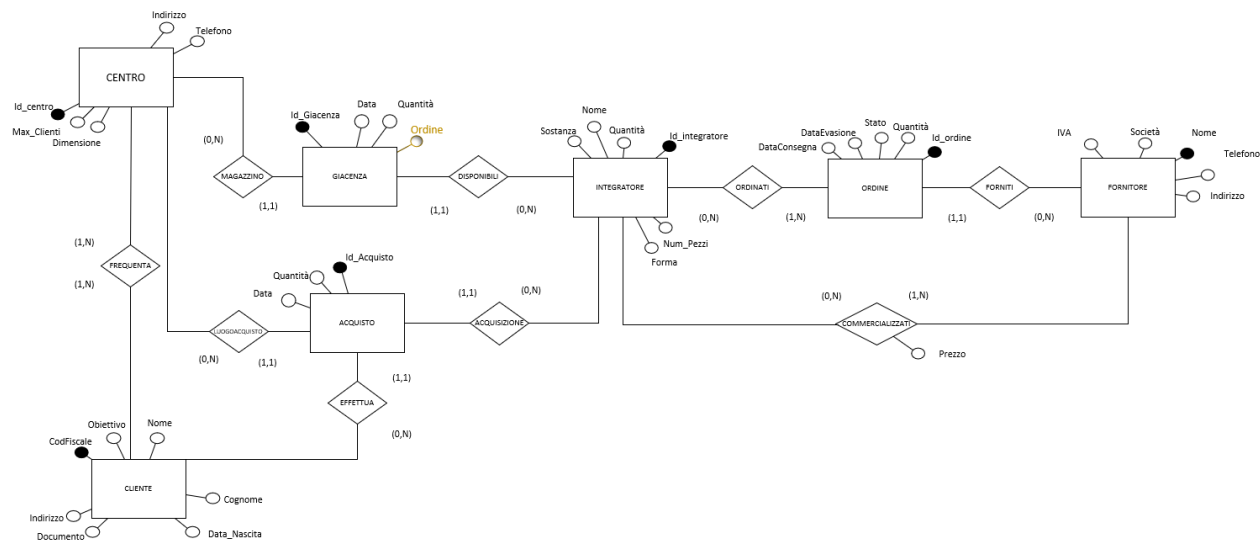 Indirizzo
Telefono
CENTRO
Id_centro
Max_Clienti
Dimensione
(0,N)
MAGAZZINO
(1,1)
Id_Giacenza
Data
Quantità
Ordine
GIACENZA
DISPONIBILI
(1,1)
(0,N)
Nome
Sostanza
Quantità
Id_integratore
INTEGRATORE
Num_Pezzi
Forma
(0,N)
ORDINATI
(1,N)
DataEvasione
Stato
Quantità
DataConsegna
Id_ordine
ORDINE
(1,1)
FORNITI
(0,N)
IVA
Società
Nome
Telefono
Indirizzo
FORNITORE
(1,N)
FREQUENTA
(1,N)
Id_Acquisto
Quantità
Data
ACQUISTO
LUOGOACQUISTO
(0,N)
(1,1)
(1,1)
(0,N)
ACQUISIZIONE
(0,N)
(1,N)
COMMERCIALIZZATI
Prezzo
(1,1)
EFFETTUA
(0,N)
Obiettivo
Nome
CodFiscale
CLIENTE
Cognome
Indirizzo
Documento
Data_Nascita